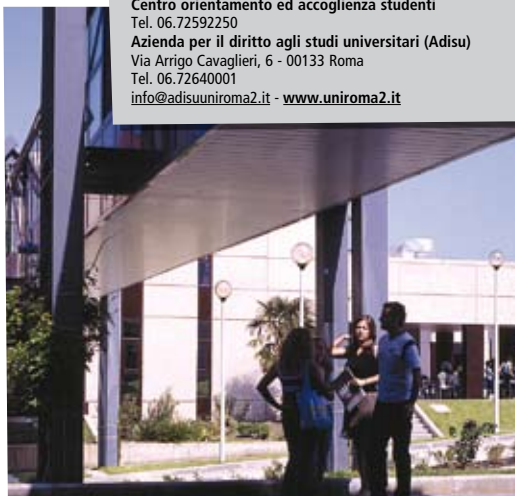 Centro orientamento ed accoglienza studenti
Tel. 06.72592250
Azienda per il diritto agli studi universitari (Adisu)
Via Arrigo Cavaglieri, 6 - 00133 Roma
Tel. 06.72640001
info@adisuuniroma2.it - www.uniroma2.it